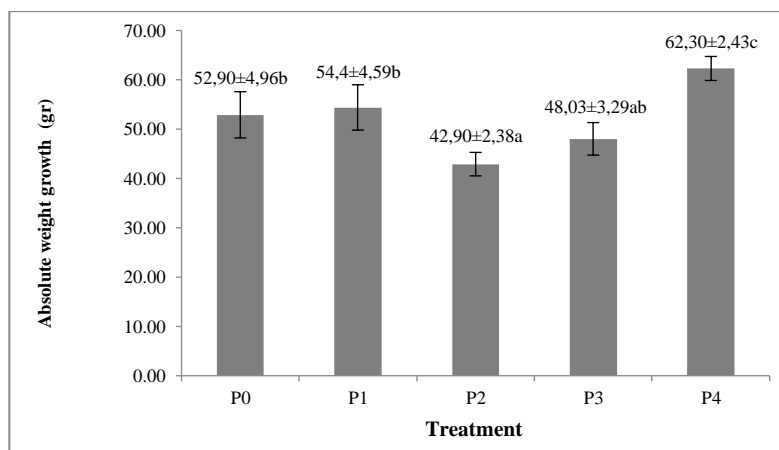 Absolute weight growth (gr)
70.00
60.00
50.00
40.00
30.00
20.00
10.00
0.00
52,90±4,96b
54,4±4,59b
42,90±2,38a
48,03±3,29ab
62,30±2,43c
P0 P1 P2 P3 P4
Treatment